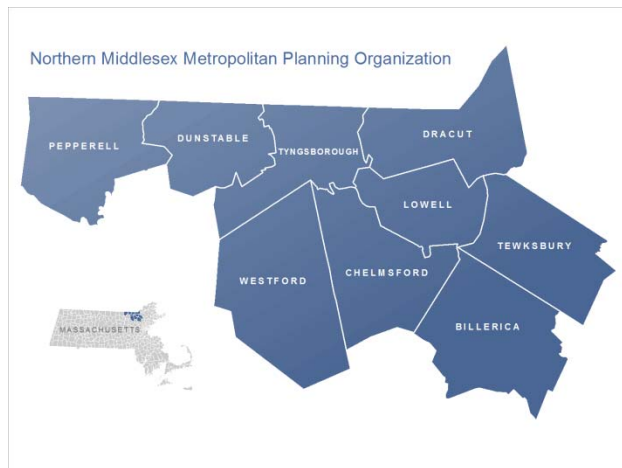 Northern Middlesex Metropolitan Planning Organization
PEPPERELL
DUNSTABLE
TYNGSBOROUGH
DRACUT
LOWELL
TEWKSBURY
WESTFORD
CHELMSFORD
BILLERICA
MASSACHUSETTS